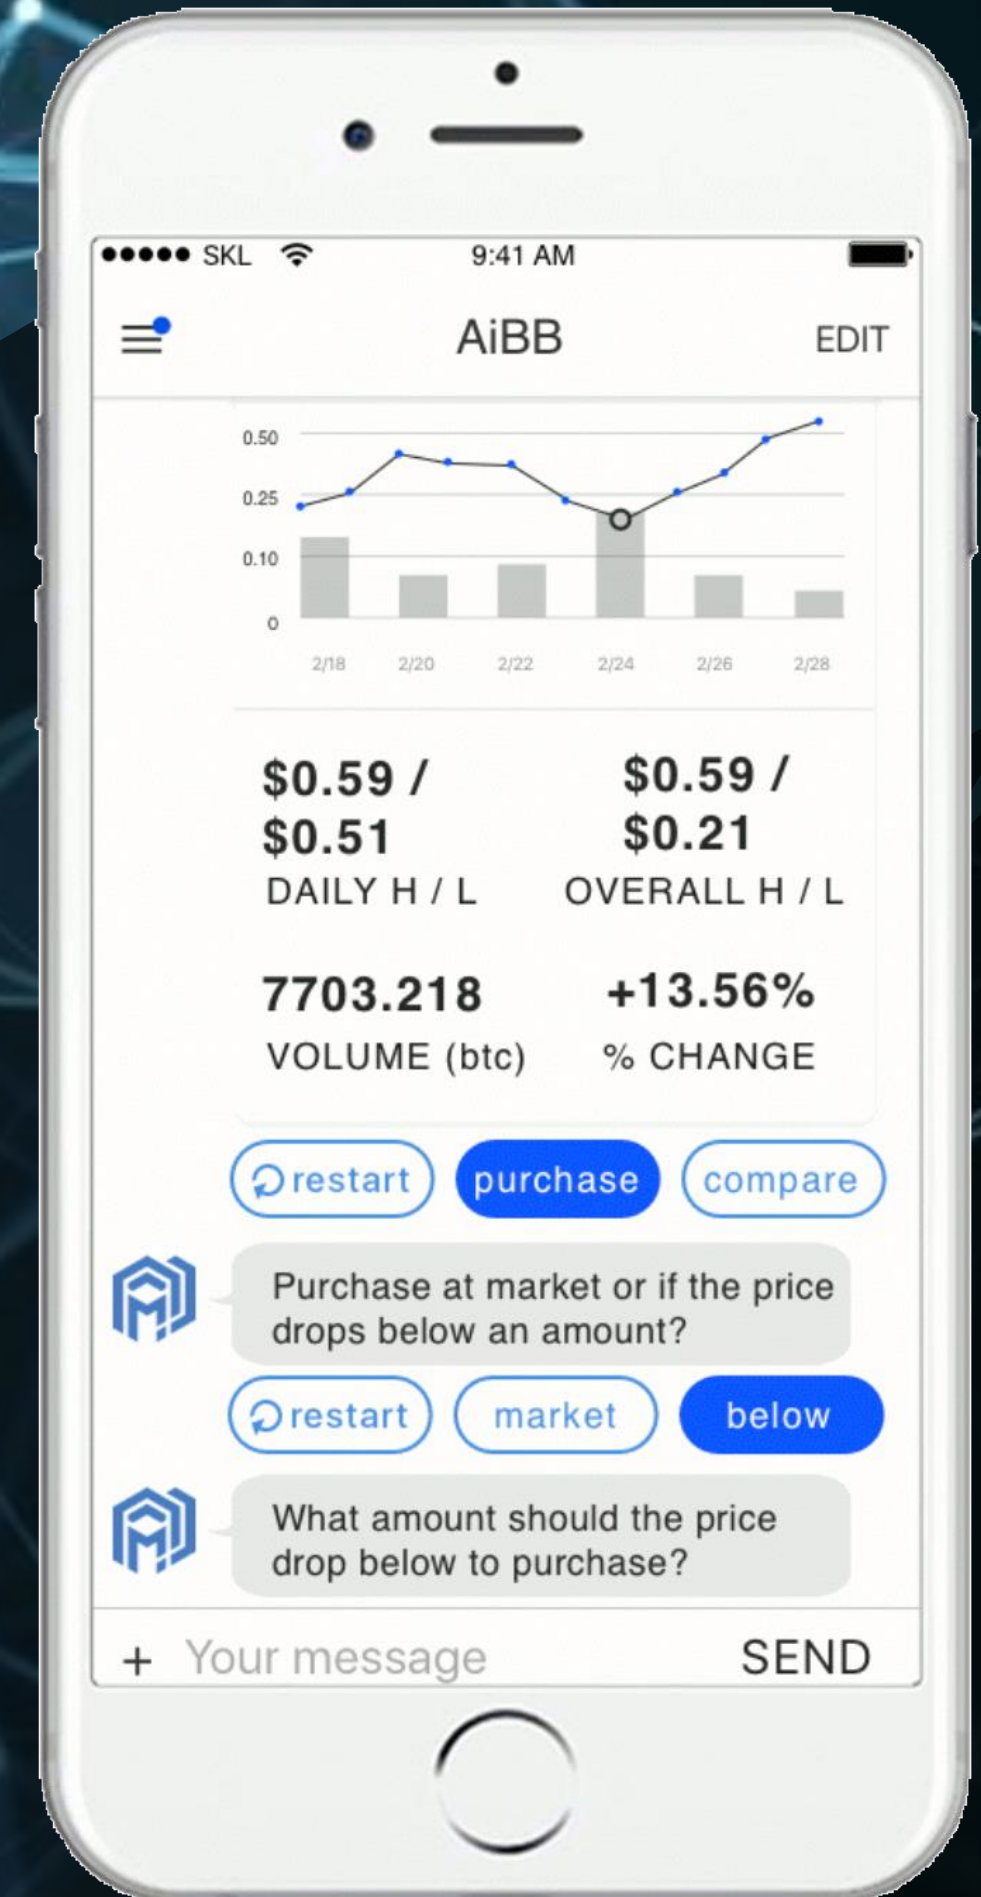 SKL 9:41 AM
AiBB EDIT
0.50
0.25
0.10
0
2/18 2/20 2/22 2/24 2/26 2/28
$0.59 / $0.59 /
$0.51 $0.21
DAILY H / L OVERALL H / L
7703.218 +13.56%
VOLUME (btc) % CHANGE
restart purchase compare
Purchase at market or if the price
drops below an amount?
restart market below
What amount should the price
drop below to purchase?
+ Your message SEND